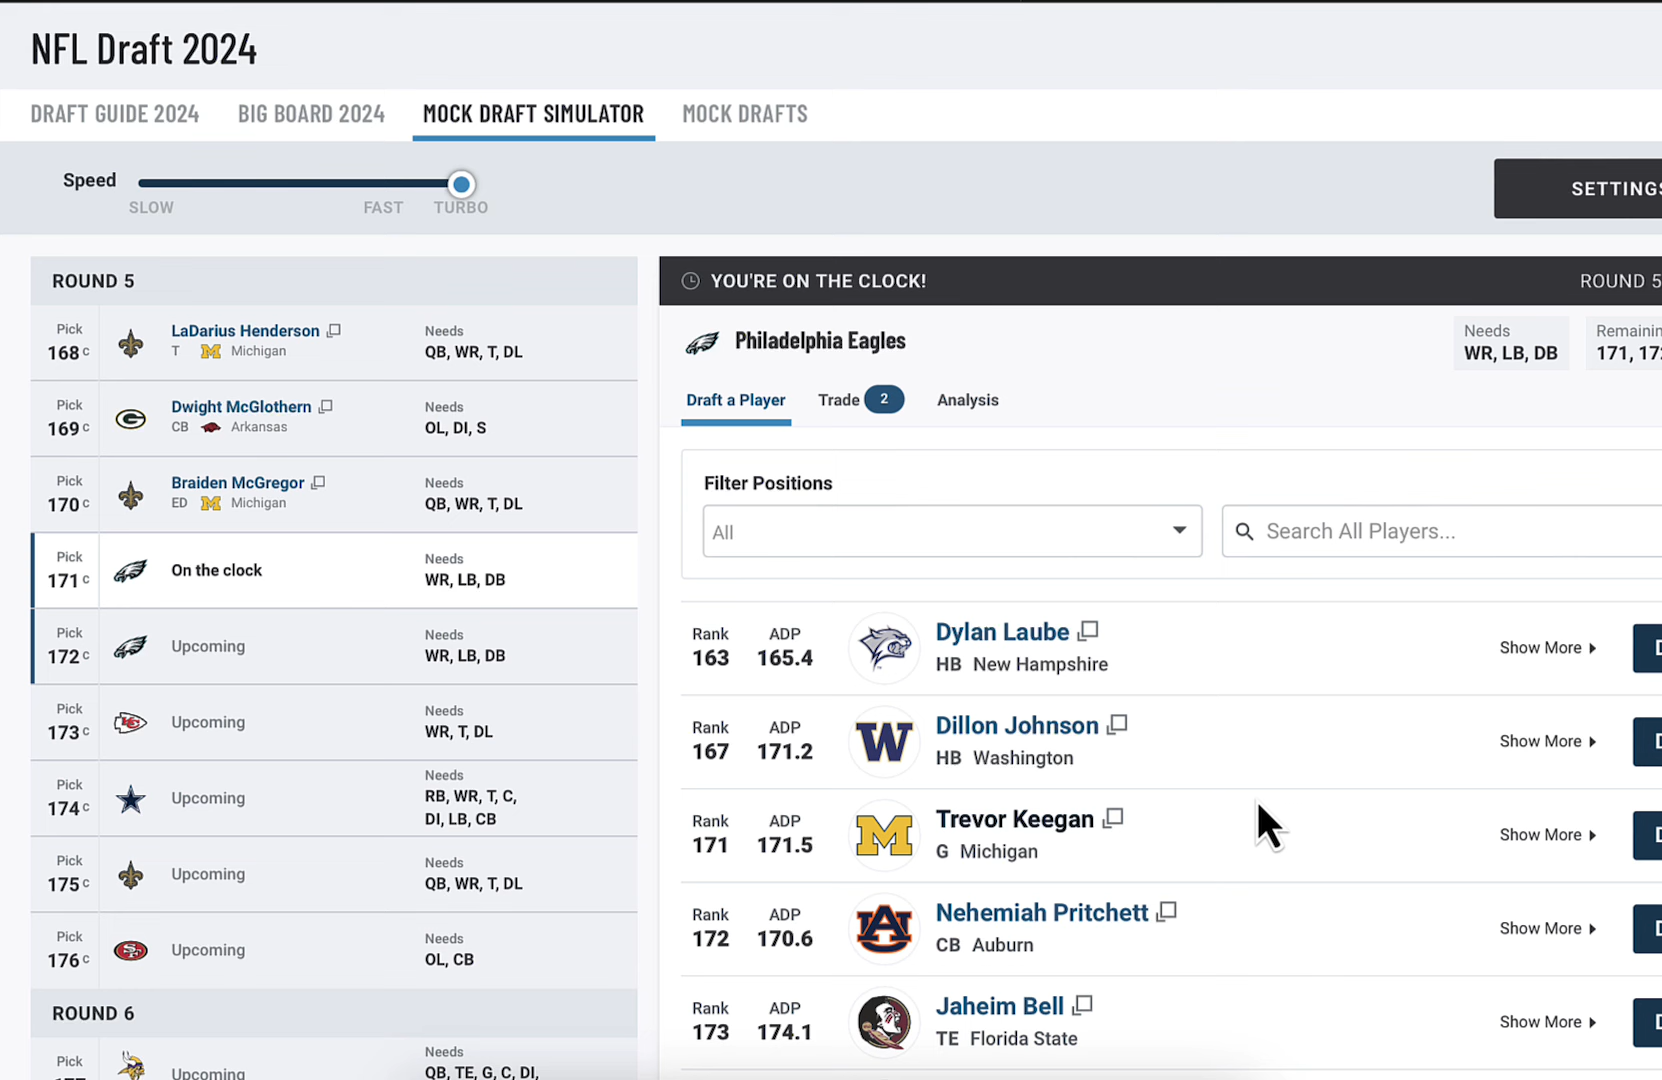 NFL Draft 2024
DRAFT GUIDE 2024 BIG BOARD 2024 MOCK DRAFT SIMULATOR MOCK DRAFTS
Speed
SLOW FAST TURBO
SETTINGS
ROUND 5
Pick 168 C
LaDarius Henderson
T M Michigan
Needs
QB, WR, T, DL
Pick 169 C
G
Dwight McGlothern
CB Arkansas
Needs
OL, DI, S
Pick 170 C
Braiden McGregor
ED M Michigan
Needs
QB, WR, T, DL
Pick 171 C
On the clock
Needs
WR, LB, DB
Pick 172 C
Upcoming
Needs
WR, LB, DB
Pick 173 C
KC
Upcoming
Needs
WR, T, DL
Pick 174 C
Upcoming
Needs
RB, WR, T, C,
DI, LB, CB
Pick 175 C
Upcoming
Needs
QB, WR, T, DL
Pick 176 C
SF
Upcoming
Needs
OL, CB
ROUND 6
Pick
Upcoming
Needs
QB, TE, G, C, DI,
YOU'RE ON THE CLOCK! ROUND 5
Philadelphia Eagles
Needs
WR, LB, DB
Remainin
171, 17
Draft a Player Trade 2 Analysis
Filter Positions
All
Search All Players...
Rank 163 ADP 165.4
Dylan Laube
HB New Hampshire
Show More
Rank 167 ADP 171.2
W
Dillon Johnson
HB Washington
Show More
Rank 171 ADP 171.5
M
Trevor Keegan
G Michigan
Show More
Rank 172 ADP 170.6
AU
Nehemiah Pritchett
CB Auburn
Show More
Rank 173 ADP 174.1
Jaheim Bell
TE Florida State
Show More